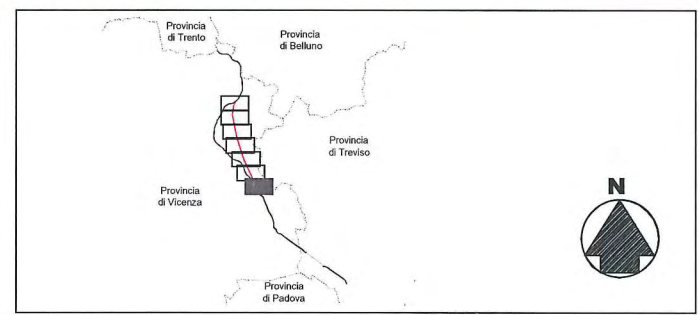 Provincia
di Trento
Provincia
di Belluno
Provincia
di Treviso
Provincia
di Vicenza
N
Provincia
di Padova